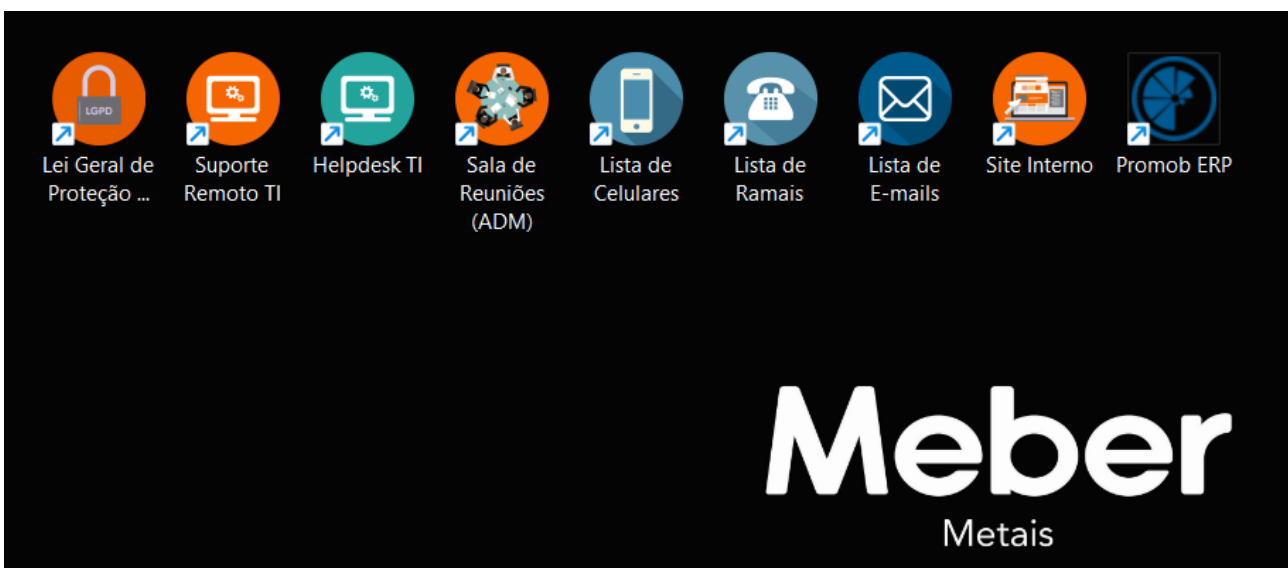 LGPD
Lei Geral de
Proteção ...
Suporte
Remoto TI
Helpdesk TI
Sala de
Reuniões
(ADM)
Lista de
Celulares
Lista de
Ramais
Lista de
E-mails
Site Interno
Promob ERP
Meber
Metais